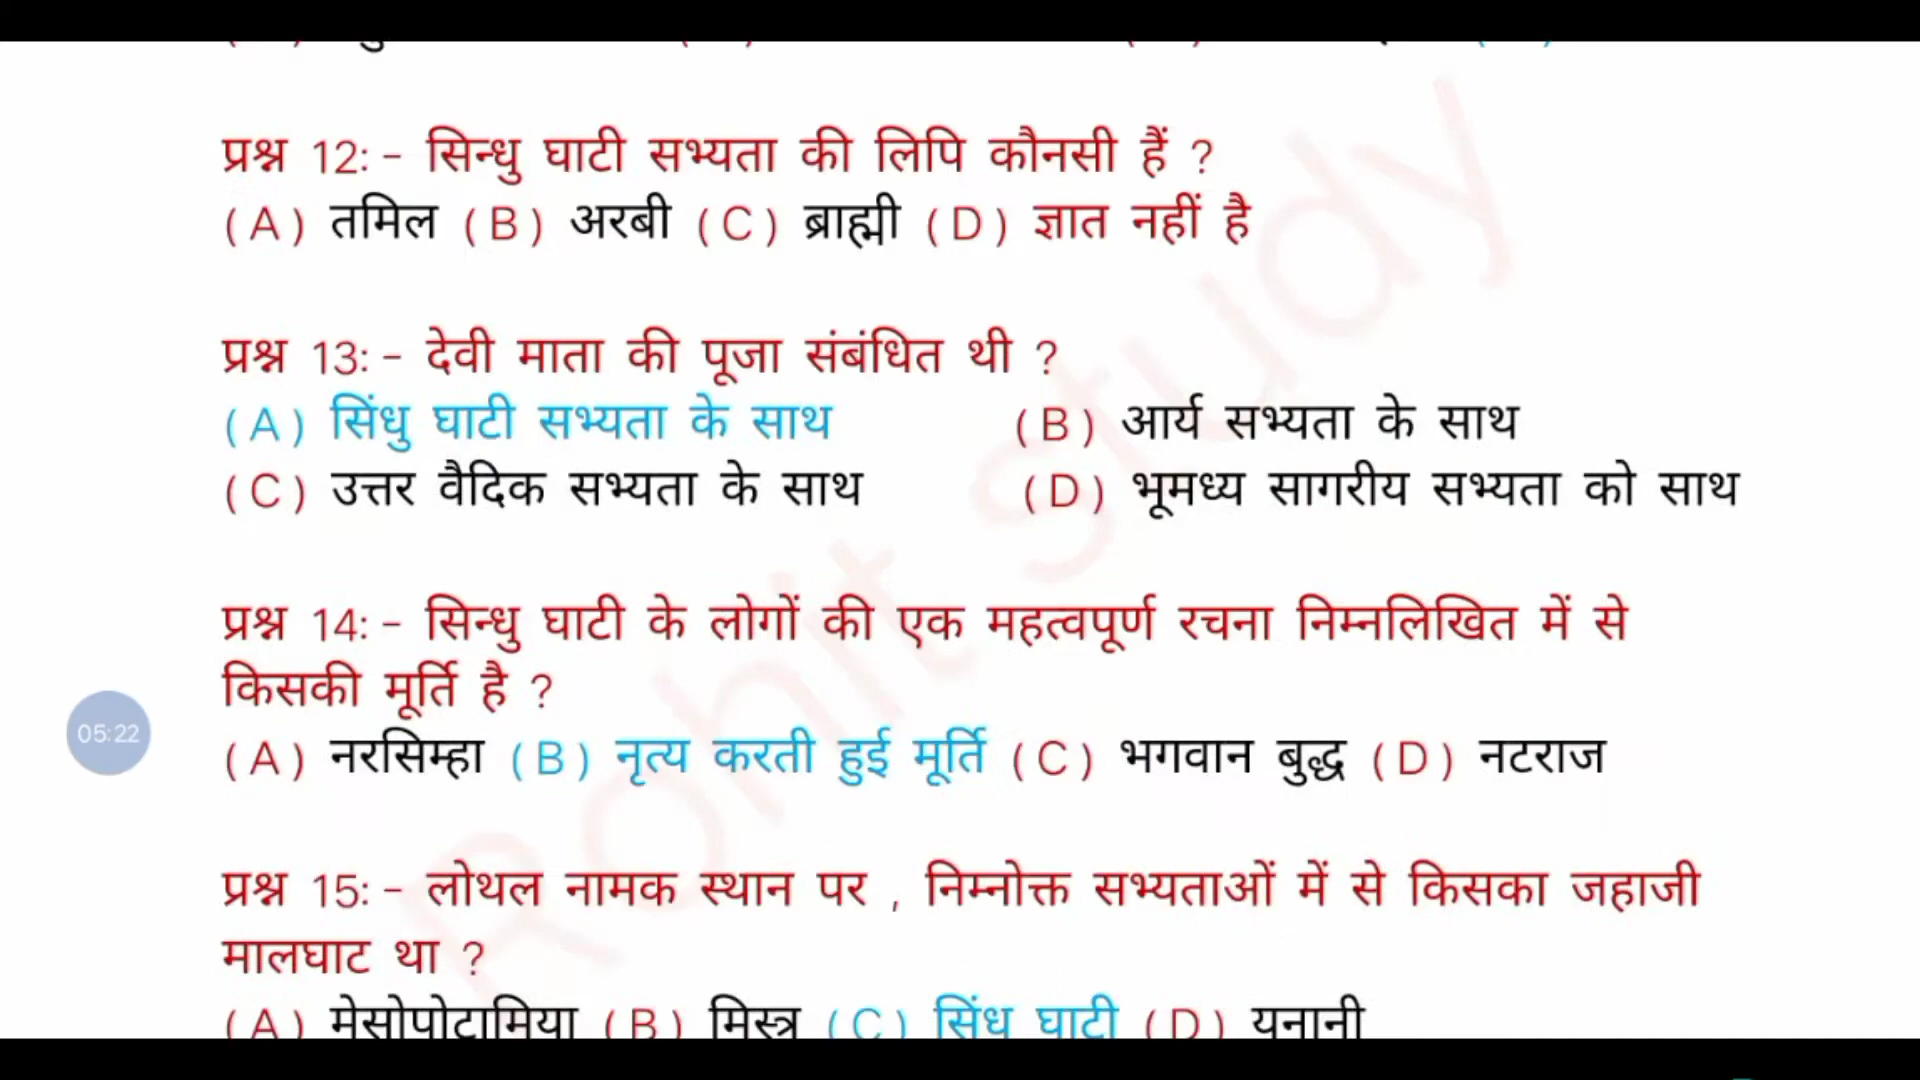 प्रश्न 12:- सिन्धु घाटी सभ्यता की लिपि कौनसी हैं ?
(A) तमिल (B) अरबी (C) ब्राह्मी (D) ज्ञात नहीं है
प्रश्न 13:- देवी माता की पूजा संबंधित थी ?
(A) सिंधु घाटी सभ्यता के साथ (B) आर्य सभ्यता के साथ
(C) उत्तर वैदिक सभ्यता के साथ (D) भूमध्य सागरीय सभ्यता को साथ
प्रश्न 14:- सिन्धु घाटी के लोगों की एक महत्वपूर्ण रचना निम्नलिखित में से
किसकी मूर्ति है ?
05:22
(A) नरसिम्हा (B) नृत्य करती हुई मूर्ति (C) भगवान बुद्ध (D) नटराज
प्रश्न 15:- लोथल नामक स्थान पर , निम्नोक्त सभ्यताओं में से किसका जहाजी
मालघाट था ?
(A) मेसोपोटामिया (B) मिस्त्र (C) सिंधु घाटी (D) यूनानी
Rohit study